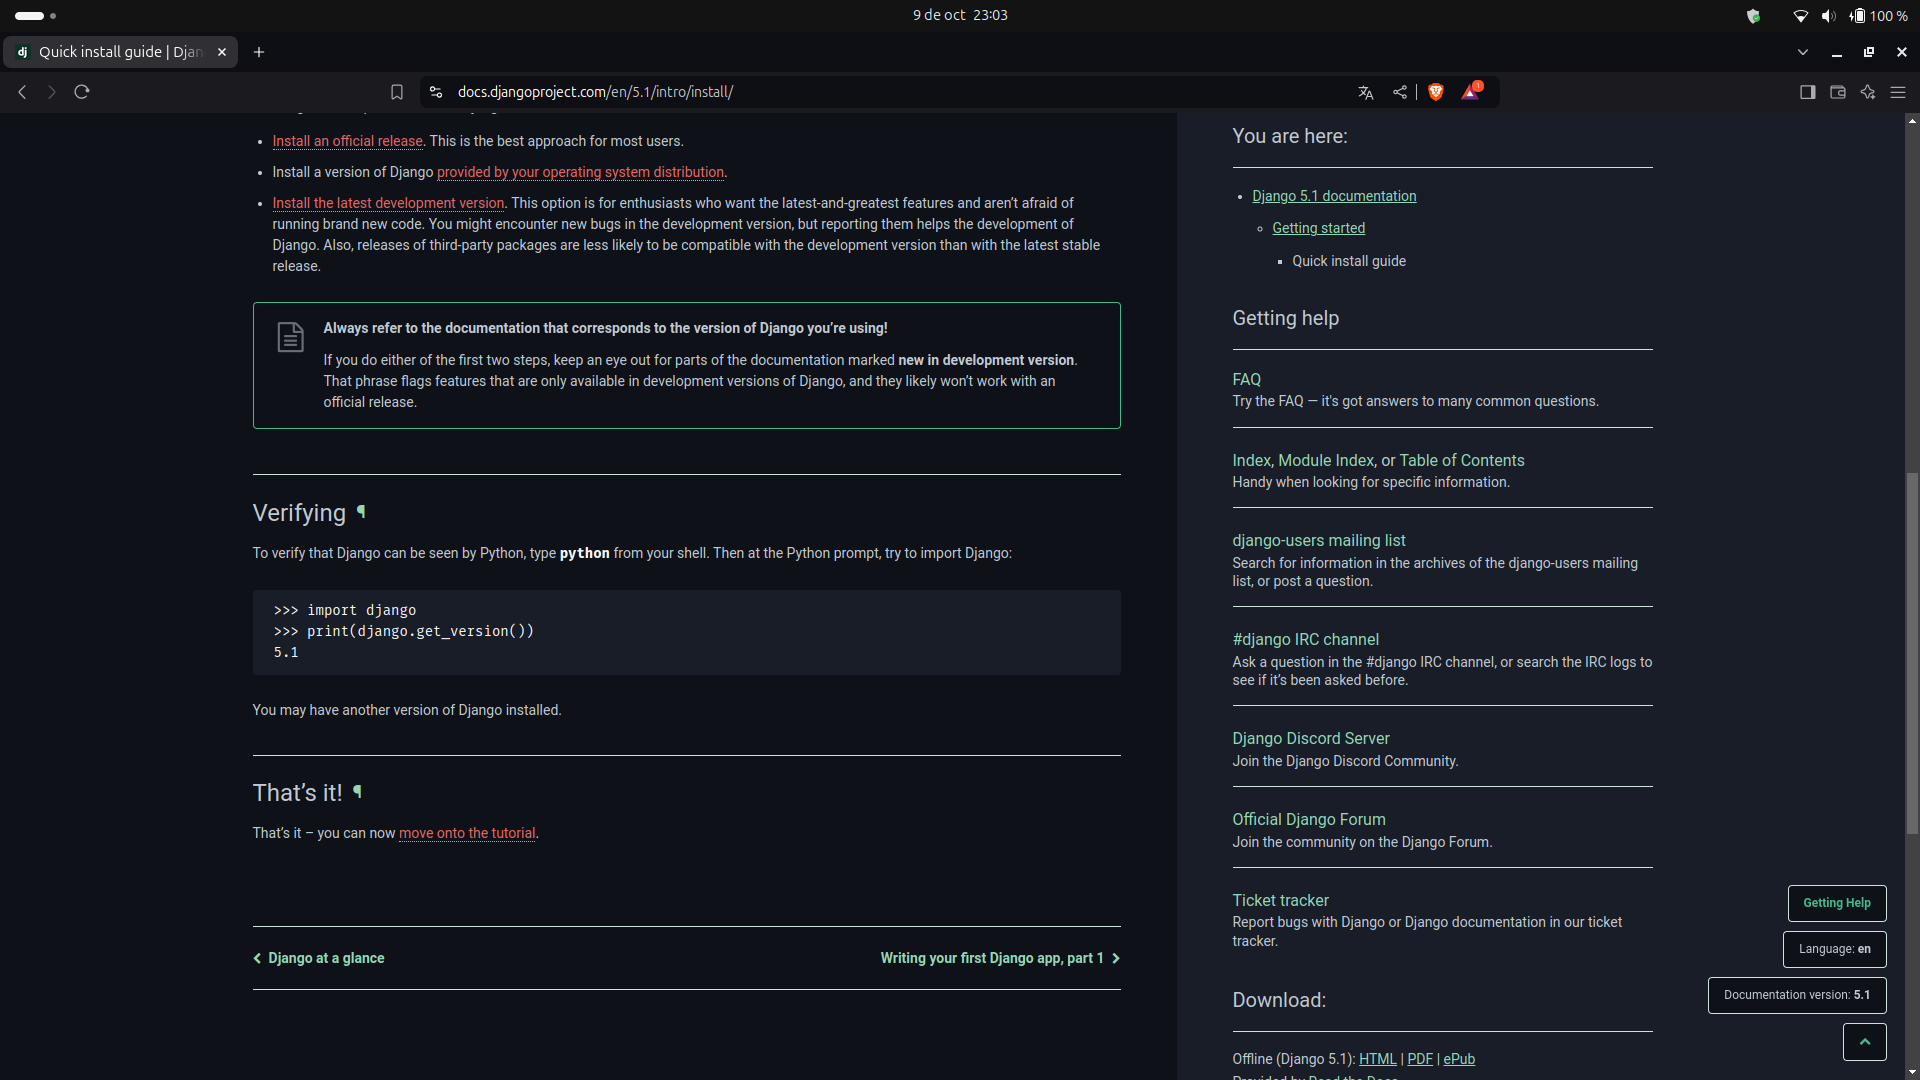 9 de oct 23:03
100 %
dj Quick install guide | Djan
docs.djangoproject.com/en/5.1/intro/install/
1
Install an official release. This is the best approach for most users.
Install a version of Django provided by your operating system distribution.
Install the latest development version. This option is for enthusiasts who want the latest-and-greatest features and aren’t afraid of
running brand new code. You might encounter new bugs in the development version, but reporting them helps the development of
Django. Also, releases of third-party packages are less likely to be compatible with the development version than with the latest stable
release.
Always refer to the documentation that corresponds to the version of Django you’re using!
If you do either of the first two steps, keep an eye out for parts of the documentation marked new in development version.
That phrase flags features that are only available in development versions of Django, and they likely won’t work with an
official release.
Verifying ¶
To verify that Django can be seen by Python, type python from your shell. Then at the Python prompt, try to import Django:
>>> import django
>>> print(django.get_version())
5.1
You may have another version of Django installed.
That’s it! ¶
That’s it – you can now move onto the tutorial.
Django at a glance
Writing your first Django app, part 1
You are here:
Django 5.1 documentation
Getting started
Quick install guide
Getting help
FAQ
Try the FAQ — it's got answers to many common questions.
Index, Module Index, or Table of Contents
Handy when looking for specific information.
django-users mailing list
Search for information in the archives of the django-users mailing
list, or post a question.
#django IRC channel
Ask a question in the #django IRC channel, or search the IRC logs to
see if it’s been asked before.
Django Discord Server
Join the Django Discord Community.
Official Django Forum
Join the community on the Django Forum.
Ticket tracker
Report bugs with Django or Django documentation in our ticket
tracker.
Download:
Offline (Django 5.1): HTML | PDF | ePub
Provided by Read the Docs.
Getting Help
Language: en
Documentation version: 5.1